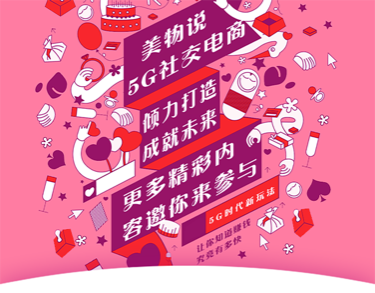 美物说
5G社交电商
倾力打造
成就未来
更多精彩内
容邀你来参与
5G时代新玩法
让你知道赚钱
究竟有多快